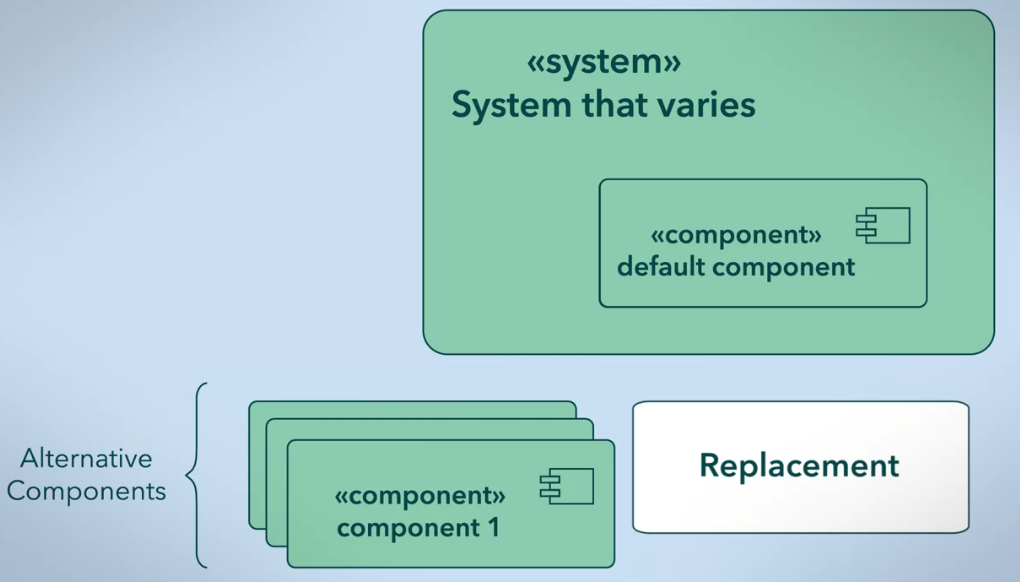 «system»
System that varies
«component»
default component
Alternative
Components
«component»
component 1
Replacement